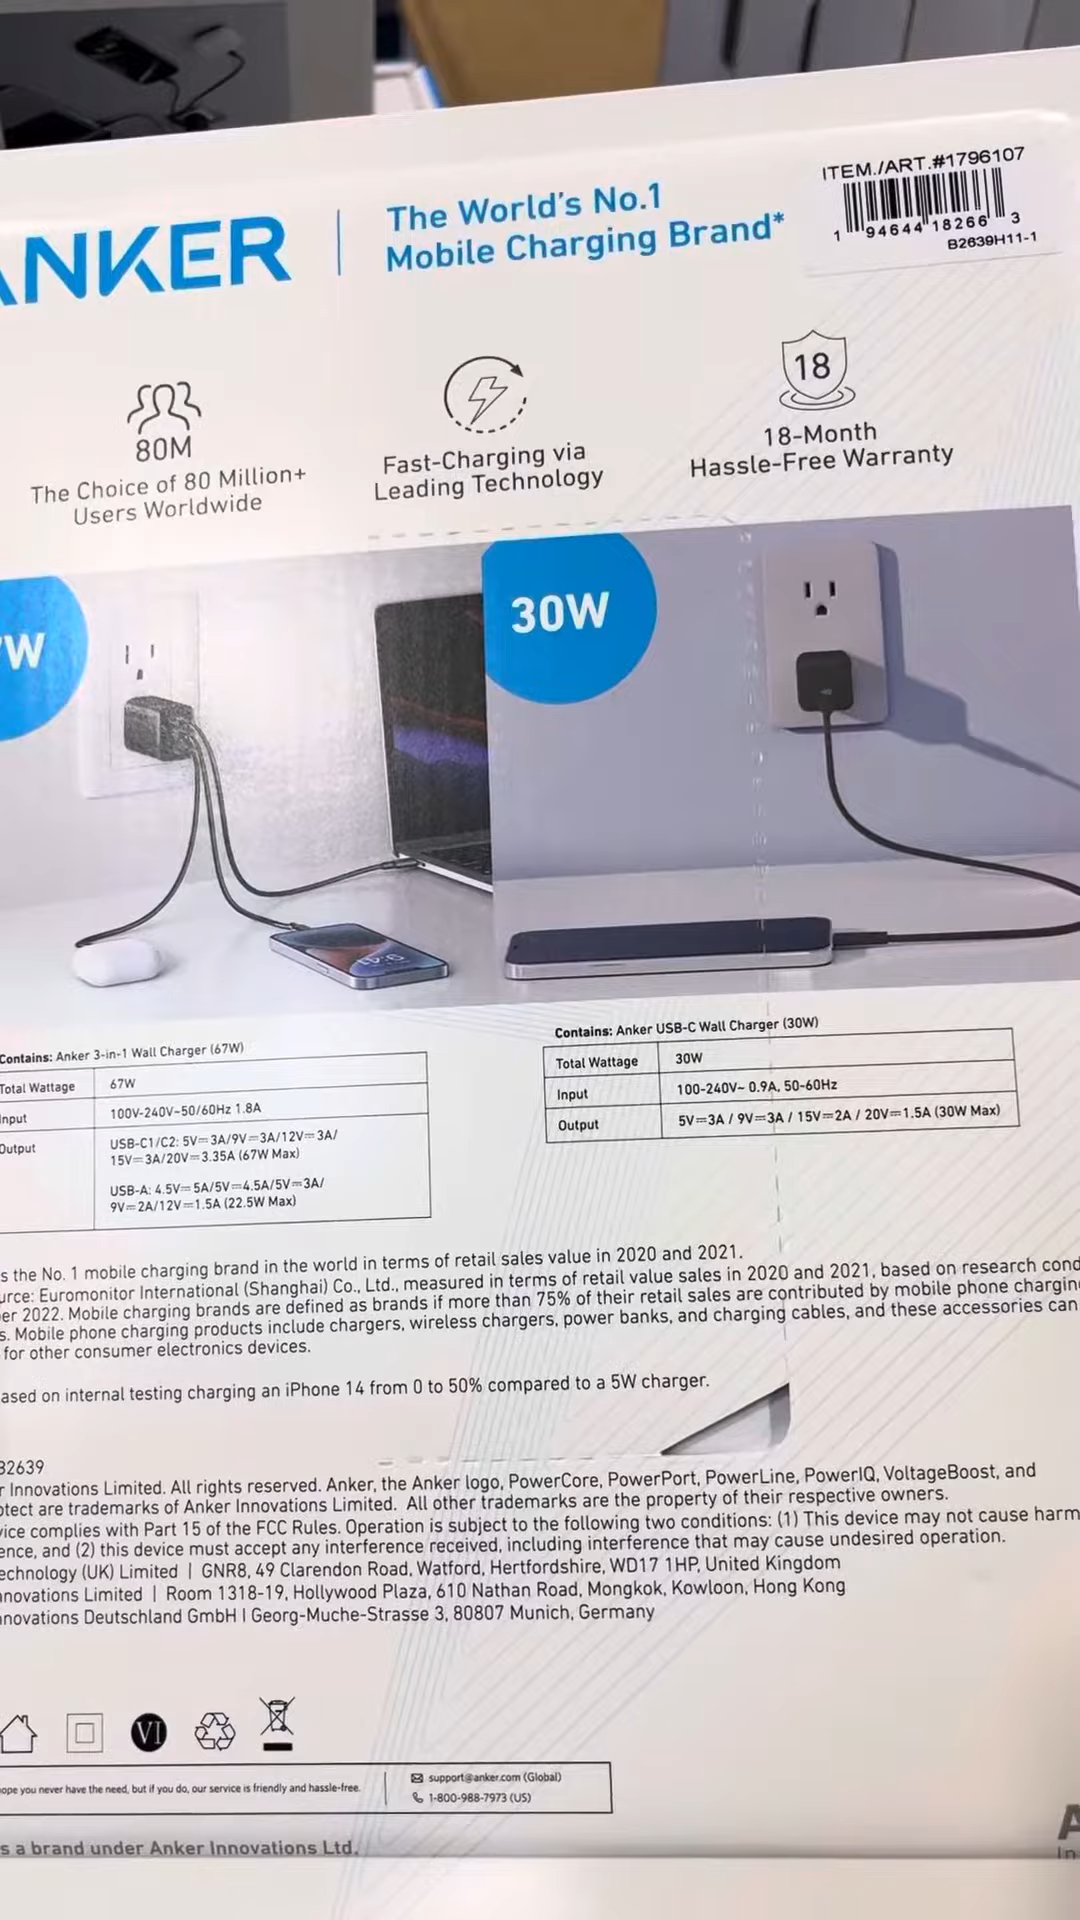 ANKER
The World's No.1
Mobile Charging Brand*
ITEM./ART.#1796107
1 94644 18266 3
B2639H11-1
80M
The Choice of 80 Million+
Users Worldwide
Fast-Charging via
Leading Technology
18
18-Month
Hassle-Free Warranty
W
30W
Contains: Anker 3-in-1 Wall Charger (67W)
Total Wattage 67W
Input 100V-240V~50/60Hz 1.8A
Output USB-C1/C2: 5V⎓3A/9V⎓3A/12V⎓3A/
15V⎓3A/20V⎓3.35A (67W Max)
USB-A: 4.5V⎓5A/5V⎓4.5A/5V⎓3A/
9V⎓2A/12V⎓1.5A (22.5W Max)
Contains: Anker USB-C Wall Charger (30W)
Total Wattage 30W
Input 100-240V~ 0.9A, 50-60Hz
Output 5V⎓3A / 9V⎓3A / 15V⎓2A / 20V⎓1.5A (30W Max)
s the No. 1 mobile charging brand in the world in terms of retail sales value in 2020 and 2021.
urce: Euromonitor International (Shanghai) Co., Ltd., measured in terms of retail value sales in 2020 and 2021, based on research cond
er 2022. Mobile charging brands are defined as brands if more than 75% of their retail sales are contributed by mobile phone charging
s. Mobile phone charging products include chargers, wireless chargers, power banks, and charging cables, and these accessories can
for other consumer electronics devices.
ased on internal testing charging an iPhone 14 from 0 to 50% compared to a 5W charger.
B2639
r Innovations Limited. All rights reserved. Anker, the Anker logo, PowerCore, PowerPort, PowerLine, PowerIQ, VoltageBoost, and
otect are trademarks of Anker Innovations Limited. All other trademarks are the property of their respective owners.
vice complies with Part 15 of the FCC Rules. Operation is subject to the following two conditions: (1) This device may not cause harm
ence, and (2) this device must accept any interference received, including interference that may cause undesired operation.
echnology (UK) Limited | GNR8, 49 Clarendon Road, Watford, Hertfordshire, WD17 1HP, United Kingdom
nnovations Limited | Room 1318-19, Hollywood Plaza, 610 Nathan Road, Mongkok, Kowloon, Hong Kong
nnovations Deutschland GmbH I Georg-Muche-Strasse 3, 80807 Munich, Germany
VI
ope you never have the need, but if you do, our service is friendly and hassle-free.
support@anker.com (Global)
1-800-988-7973 (US)
s a brand under Anker Innovations Ltd.